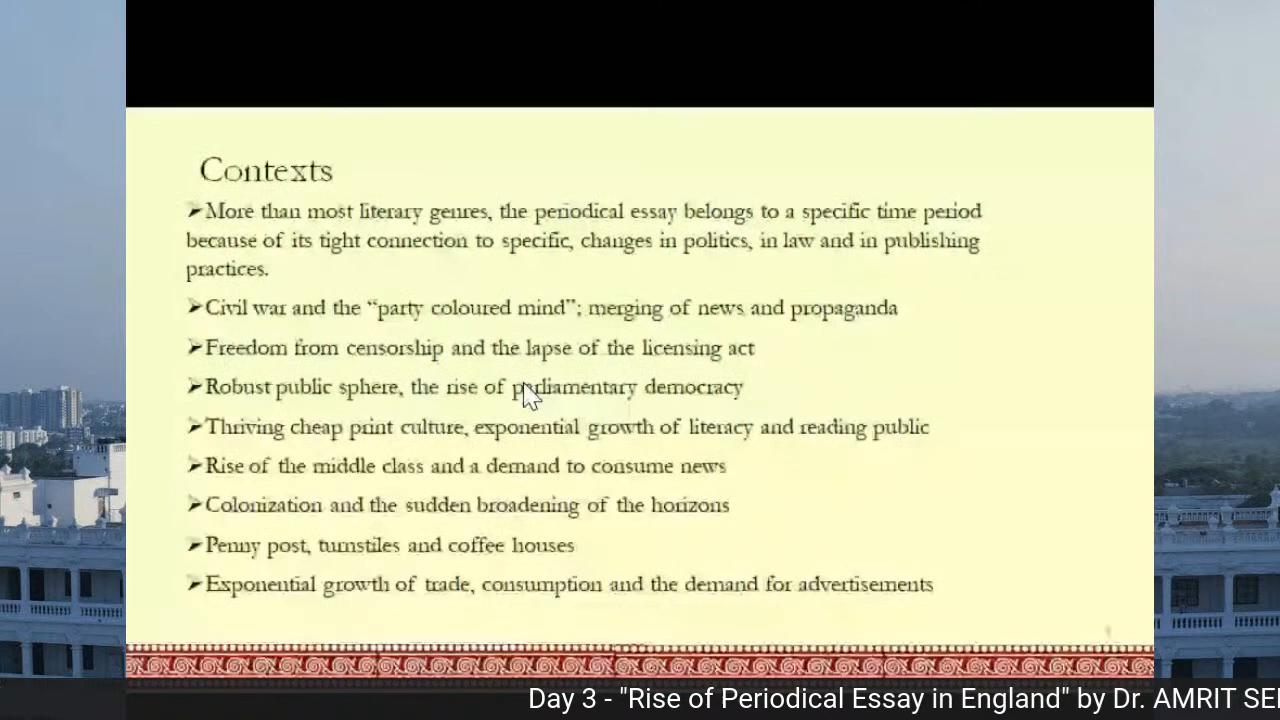 Contexts
➢More than most literary genres, the periodical essay belongs to a specific time period
because of its tight connection to specific, changes in politics, in law and in publishing
practices.
➢Civil war and the “party coloured mind”; merging of news and propaganda
➢Freedom from censorship and the lapse of the licensing act
➢Robust public sphere, the rise of parliamentary democracy
➢Thriving cheap print culture, exponential growth of literacy and reading public
➢Rise of the middle class and a demand to consume news
➢Colonization and the sudden broadening of the horizons
➢Penny post, turnstiles and coffee houses
➢Exponential growth of trade, consumption and the demand for advertisements
Day 3 - "Rise of Periodical Essay in England" by Dr. AMRIT SE